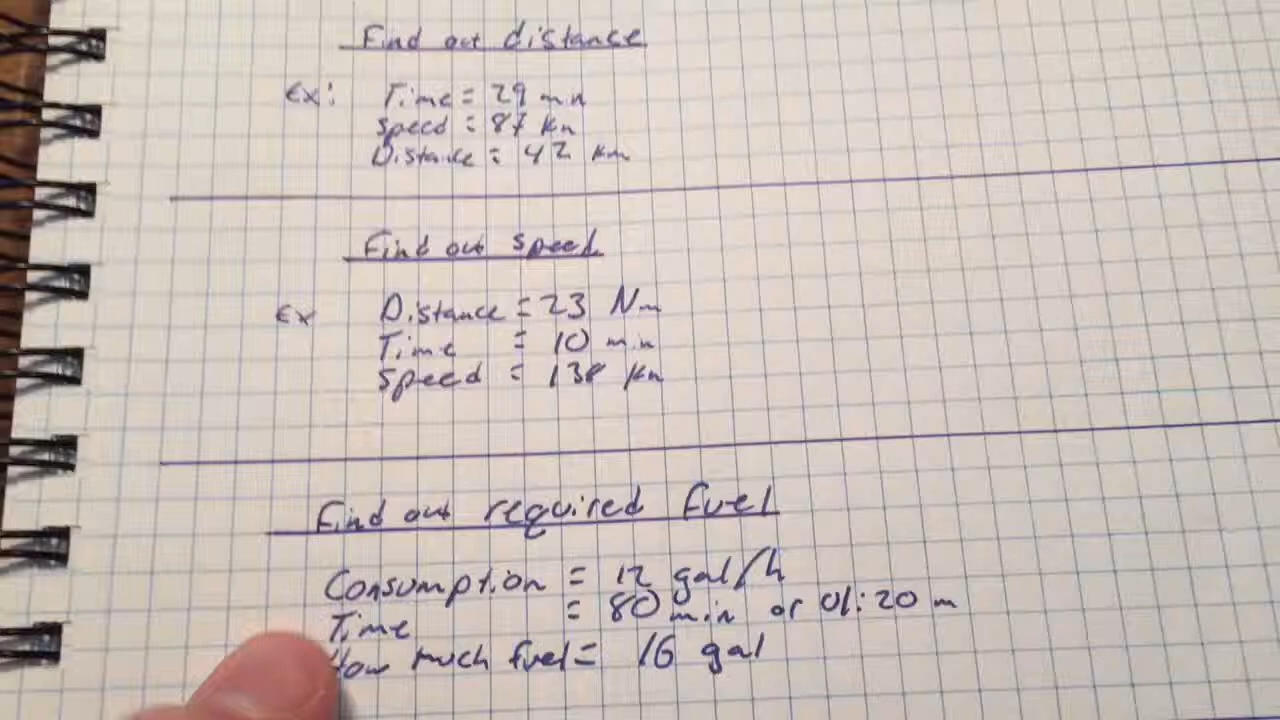 Find out distance
Ex: Time = 29 mn
Speed = 87 Kn
Distance = 42 km
Find out speed
Ex Distance = 23 Nm
Time = 10 min
Speed = 138 Kn
Find out required fuel
Consumption = 12 gal/h
Time = 80 min or 01:20 m
How much fuel = 16 gal